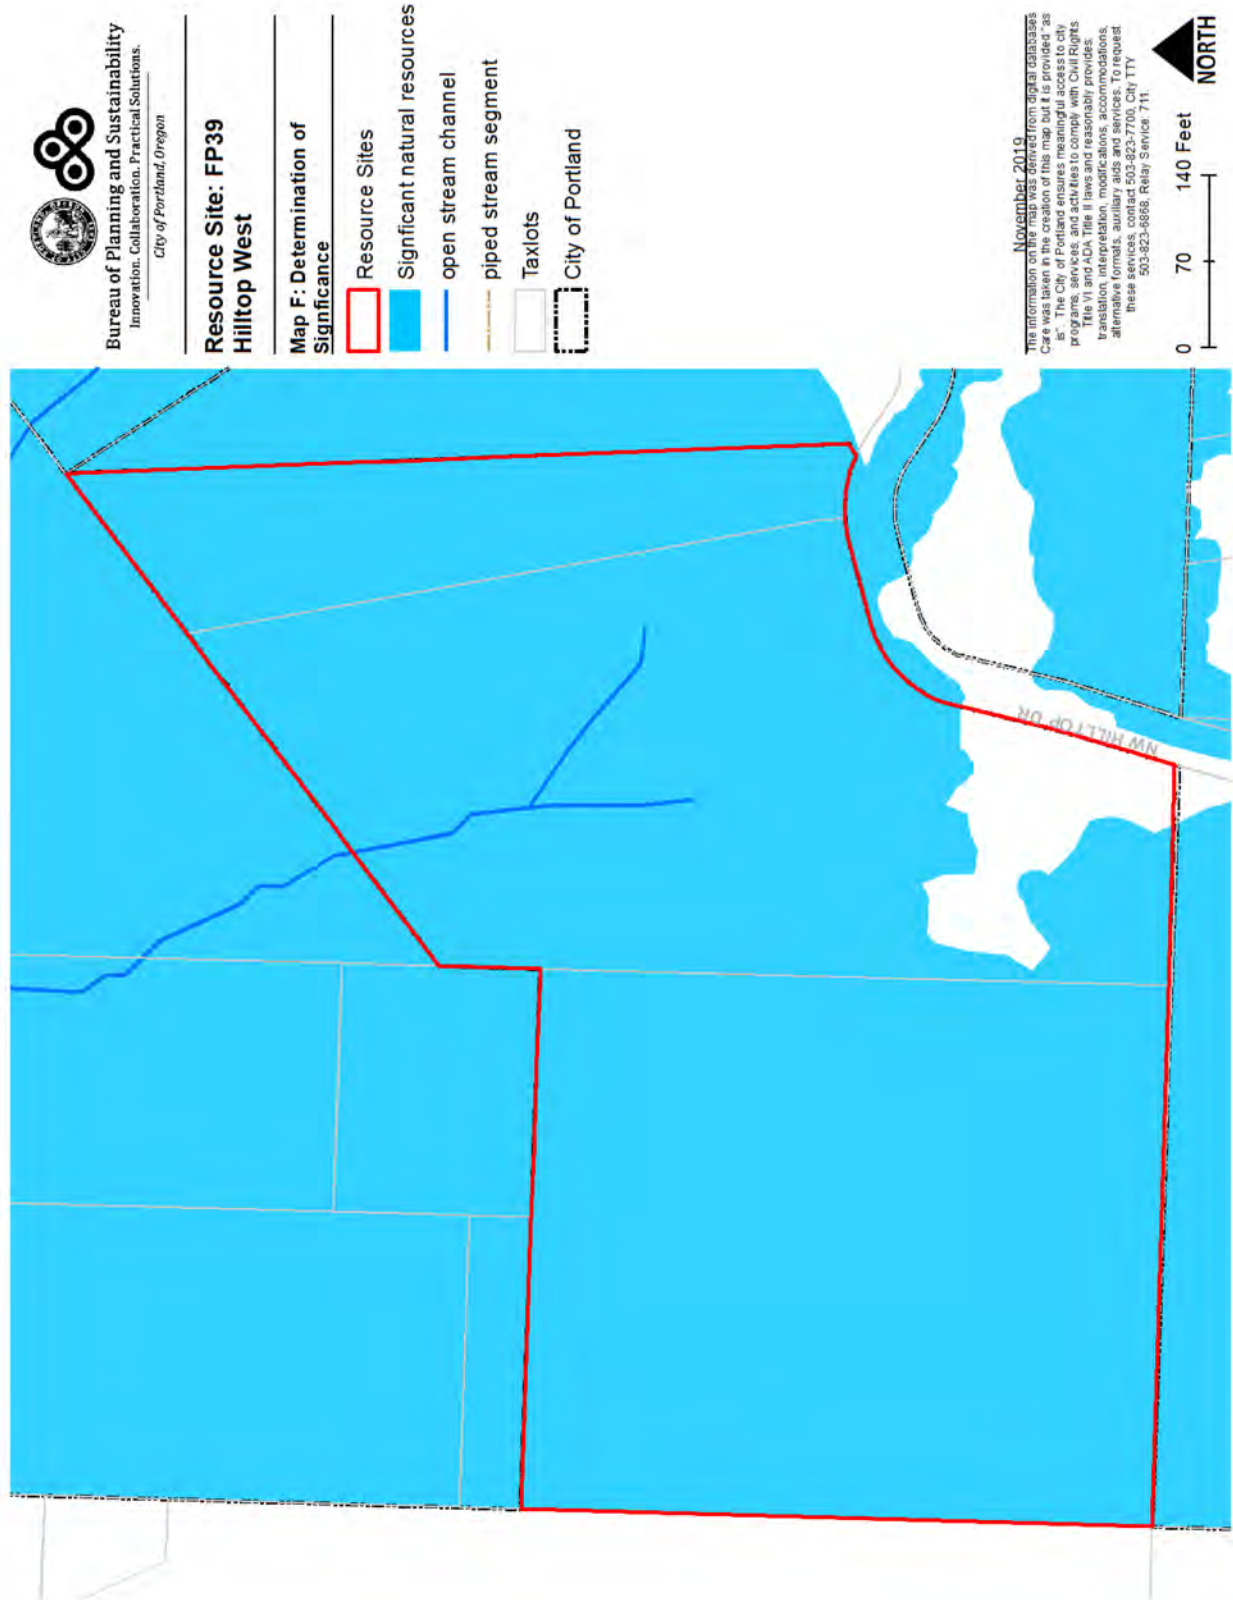 Bureau of Planning and Sustainability
Innovation. Collaboration. Practical Solutions.
City of Portland, Oregon
Resource Site: FP39
Hilltop West
Map F: Determination of
Signficance
Resource Sites
Signficant natural resources
open stream channel
piped stream segment
Taxlots
City of Portland
November 2019
The information on the map was derived from digital databases
Care was taken in the creation of this map but it is provided "as
is". The City of Portland ensures meaningful access to city
programs, services, and activities to comply with Civil Rights
Title VI and ADA Title II laws and reasonably provides:
translation, interpretation, modifications, accommodations,
alternative formats, auxiliary aids and services. To request
these services, contact 503-823-7700, City TTY
503-823-6868, Relay Service: 711.
0 70 140 Feet
NORTH
NW HILLTOP DR